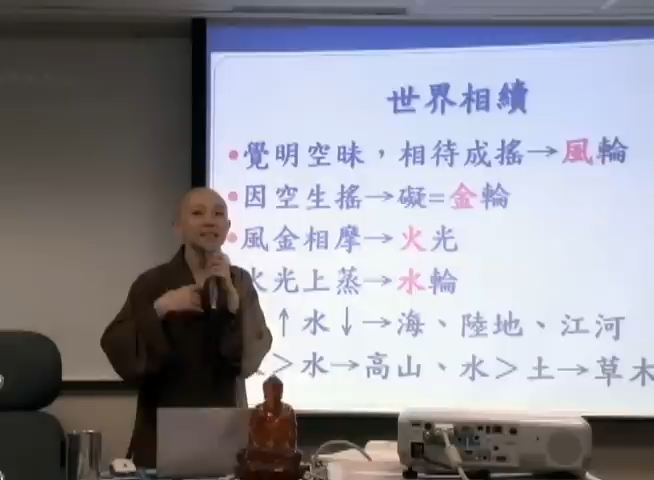 世界相續
•覺明空昧，相待成搖→風輪
•因空生搖→礙=金輪
•風金相摩→火光
火光上蒸→水輪
↑水↓→海、陸地、江河
>水→高山、水>土→草木